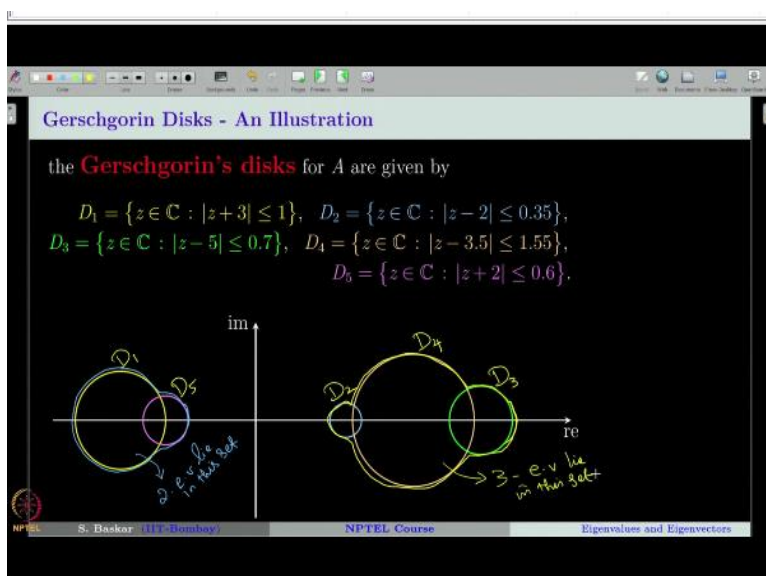 Gerschgorin Disks - An Illustration
the Gerschgorin's disks for A are given by
D₁ = {z ∈ ℂ : |z + 3| ≤ 1}, D₂ = {z ∈ ℂ : |z − 2| ≤ 0.35},
D₃ = {z ∈ ℂ : |z − 5| ≤ 0.7}, D₄ = {z ∈ ℂ : |z − 3.5| ≤ 1.55},
D₅ = {z ∈ ℂ : |z + 2| ≤ 0.6}.
im
D1 D5 D2 D4 D3
re
2 e.v lie
in this set
3 - e.v lie
in this set
NPTEL S. Baskar (IIT-Bombay) NPTEL Course Eigenvalues and Eigenvectors